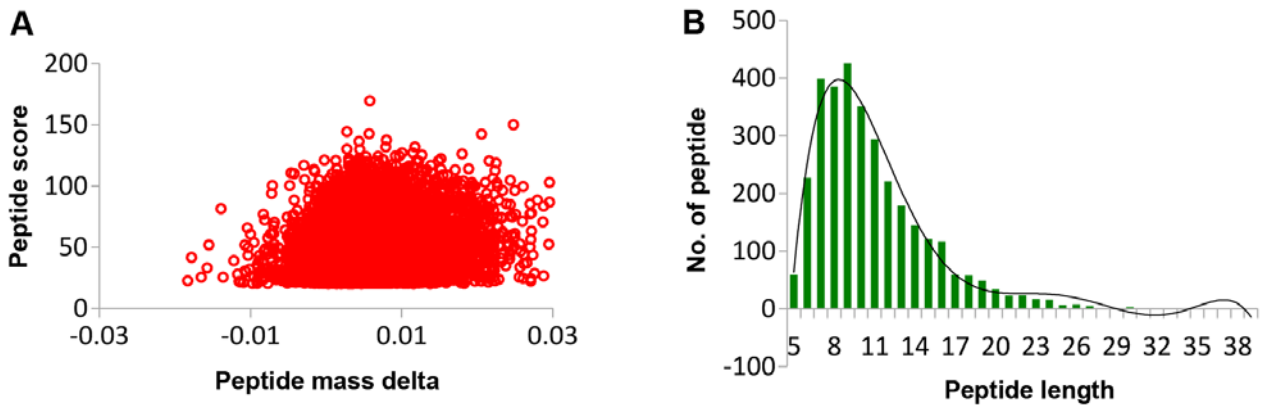 A
Peptide score
200
150
100
50
0
-0.03 -0.01 0.01 0.03
Peptide mass delta
B
No. of peptide
500
400
300
200
100
0
-100
5 8 11 14 17 20 23 26 29 32 35 38
Peptide length